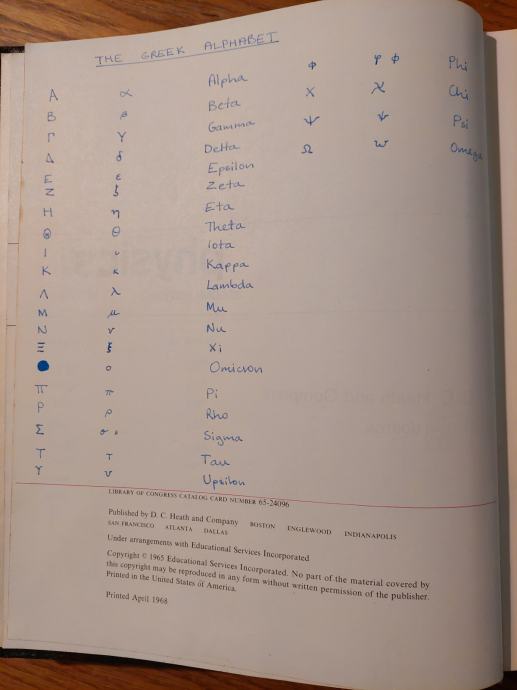 THE GREEK ALPHABET
Α α Alpha
Β β Beta
Γ γ Gamma
Δ δ Delta
Ε ε Epsilon
Ζ ξ Zeta
Η η Eta
Θ θ Theta
Ι ι Iota
Κ κ Kappa
Λ λ Lambda
Μ μ Mu
Ν ν Nu
Ξ ξ Xi
ο Omicron
Π π Pi
Ρ ρ Rho
Σ σ ς Sigma
Τ τ Tau
Υ υ Upsilon
Φ φ ϕ Phi
Χ χ Chi
Ψ ψ Psi
Ω ω Omega
LIBRARY OF CONGRESS CATALOG CARD NUMBER 65-24096
Published by D. C. Heath and Company BOSTON ENGLEWOOD INDIANAPOLIS
SAN FRANCISCO ATLANTA DALLAS
Under arrangements with Educational Services Incorporated
Copyright © 1965 Educational Services Incorporated. No part of the material covered by
this copyright may be reproduced in any form without written permission of the publisher.
Printed in the United States of America.
Printed April 1968